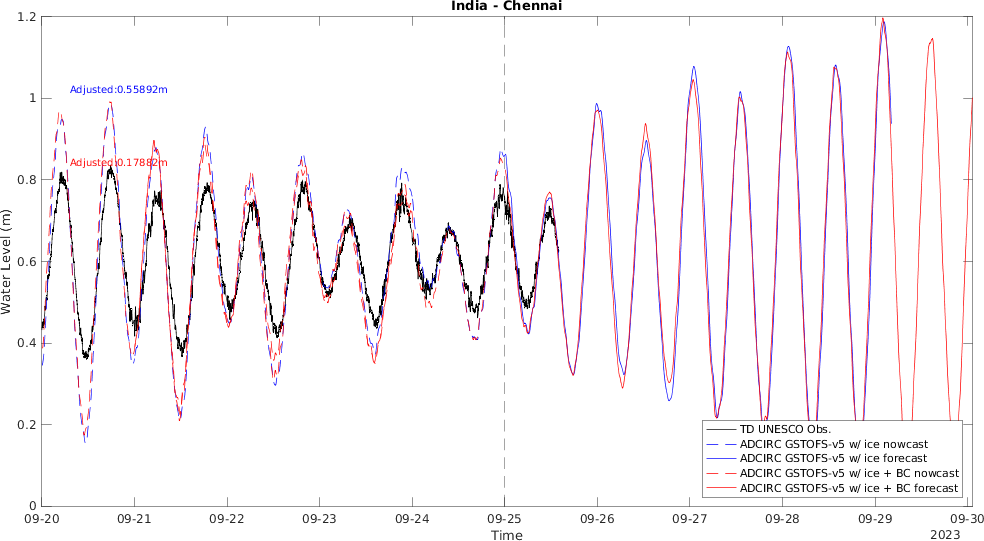 India - Chennai
Water Level (m)
1.2
1
0.8
0.6
0.4
0.2
0
Adjusted:0.55892m
Adjusted:0.17882m
TD UNESCO Obs.
ADCIRC GSTOFS-v5 w/ ice nowcast
ADCIRC GSTOFS-v5 w/ ice forecast
ADCIRC GSTOFS-v5 w/ ice + BC nowcast
ADCIRC GSTOFS-v5 w/ ice + BC forecast
09-20 09-21 09-22 09-23 09-24 09-25 09-26 09-27 09-28 09-29 09-30
Time
2023